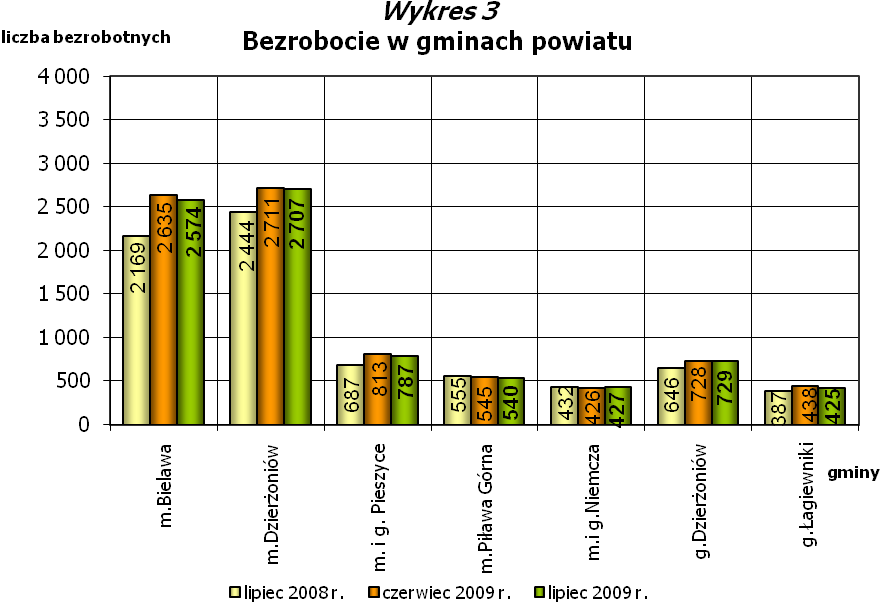 Wykres 3
liczba bezrobotnych
Bezrobocie w gminach powiatu
4 000
3 500
3 000
2 500
2 000
1 500
1 000
500
0
2 169
2 635
2 574
2 444
2 711
2 707
687
813
787
555
545
540
432
426
427
646
728
729
387
438
425
m.Bielawa
m.Dzierżoniów
m. i g. Pieszyce
m.Piława Górna
m.i g.Niemcza
g.Dzierżoniów
g.Łagiewniki
gminy
lipiec 2008 r.
czerwiec 2009 r.
lipiec 2009 r.